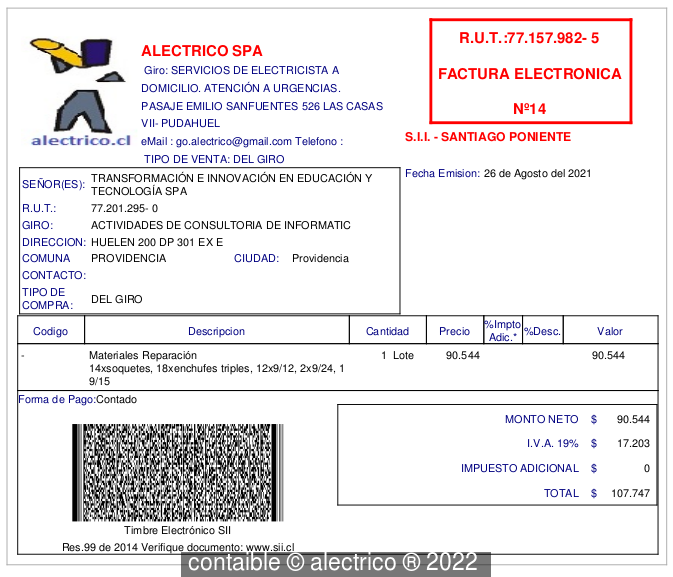 alectrico.cl
ALECTRICO SPA
Giro: SERVICIOS DE ELECTRICISTA A
DOMICILIO. ATENCIÓN A URGENCIAS.
PASAJE EMILIO SANFUENTES 526 LAS CASAS
VII- PUDAHUEL
eMail : go.alectrico@gmail.com Telefono :
TIPO DE VENTA: DEL GIRO
R.U.T.:77.157.982- 5
FACTURA ELECTRONICA
Nº14
S.I.I. - SANTIAGO PONIENTE
Fecha Emision: 26 de Agosto del 2021
SEÑOR(ES): TRANSFORMACIÓN E INNOVACIÓN EN EDUCACIÓN Y
TECNOLOGÍA SPA
R.U.T.: 77.201.295- 0
GIRO: ACTIVIDADES DE CONSULTORIA DE INFORMATIC
DIRECCION: HUELEN 200 DP 301 EX E
COMUNA PROVIDENCIA CIUDAD: Providencia
CONTACTO:
TIPO DE
COMPRA: DEL GIRO
Codigo Descripcion Cantidad Precio %Impto Adic.* %Desc. Valor
- Materiales Reparación 1 Lote 90.544 90.544
14xsoquetes, 18xenchufes triples, 12x9/12, 2x9/24, 1
9/15
Forma de Pago:Contado
MONTO NETO $ 90.544
I.V.A. 19% $ 17.203
IMPUESTO ADICIONAL $ 0
TOTAL $ 107.747
Timbre Electrónico SII
Res.99 de 2014 Verifique documento: www.sii.cl
contaible © alectrico ® 2022